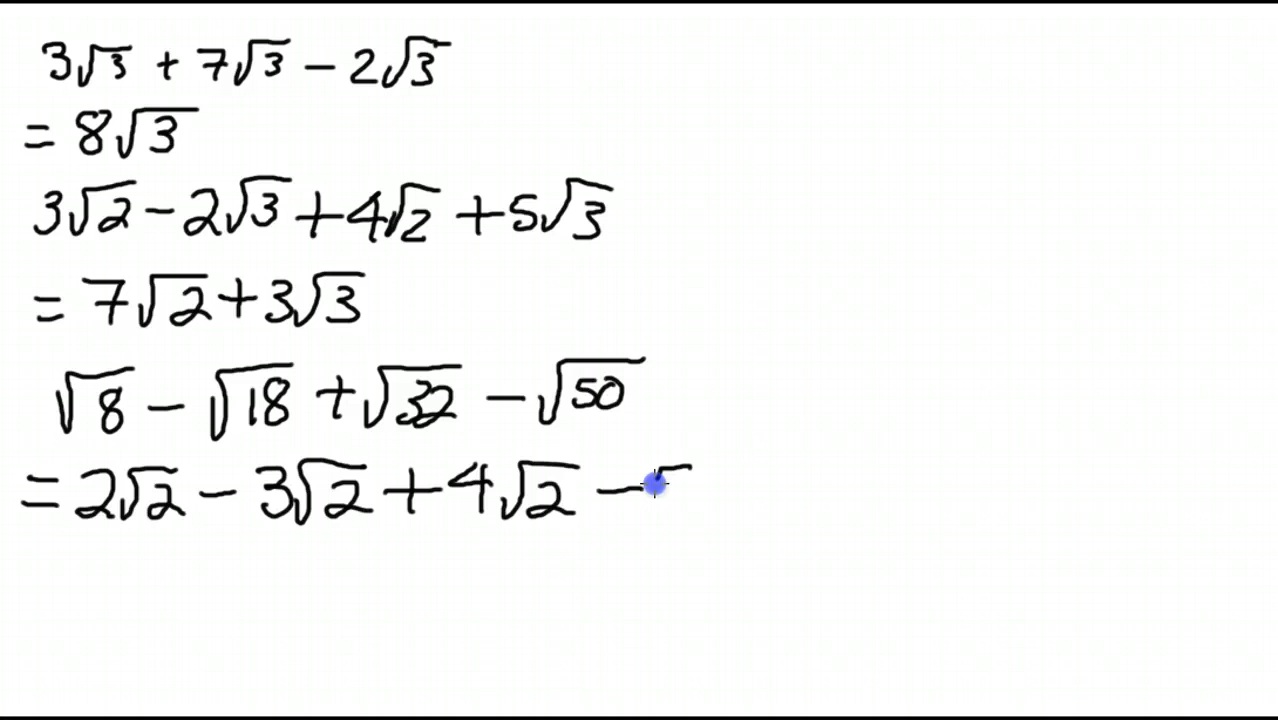 3√3 + 7√3 − 2√3
= 8√3
3√2 − 2√3 + 4√2 + 5√3
= 7√2 + 3√3
√8 − √18 + √32 − √50
= 2√2 − 3√2 + 4√2 −